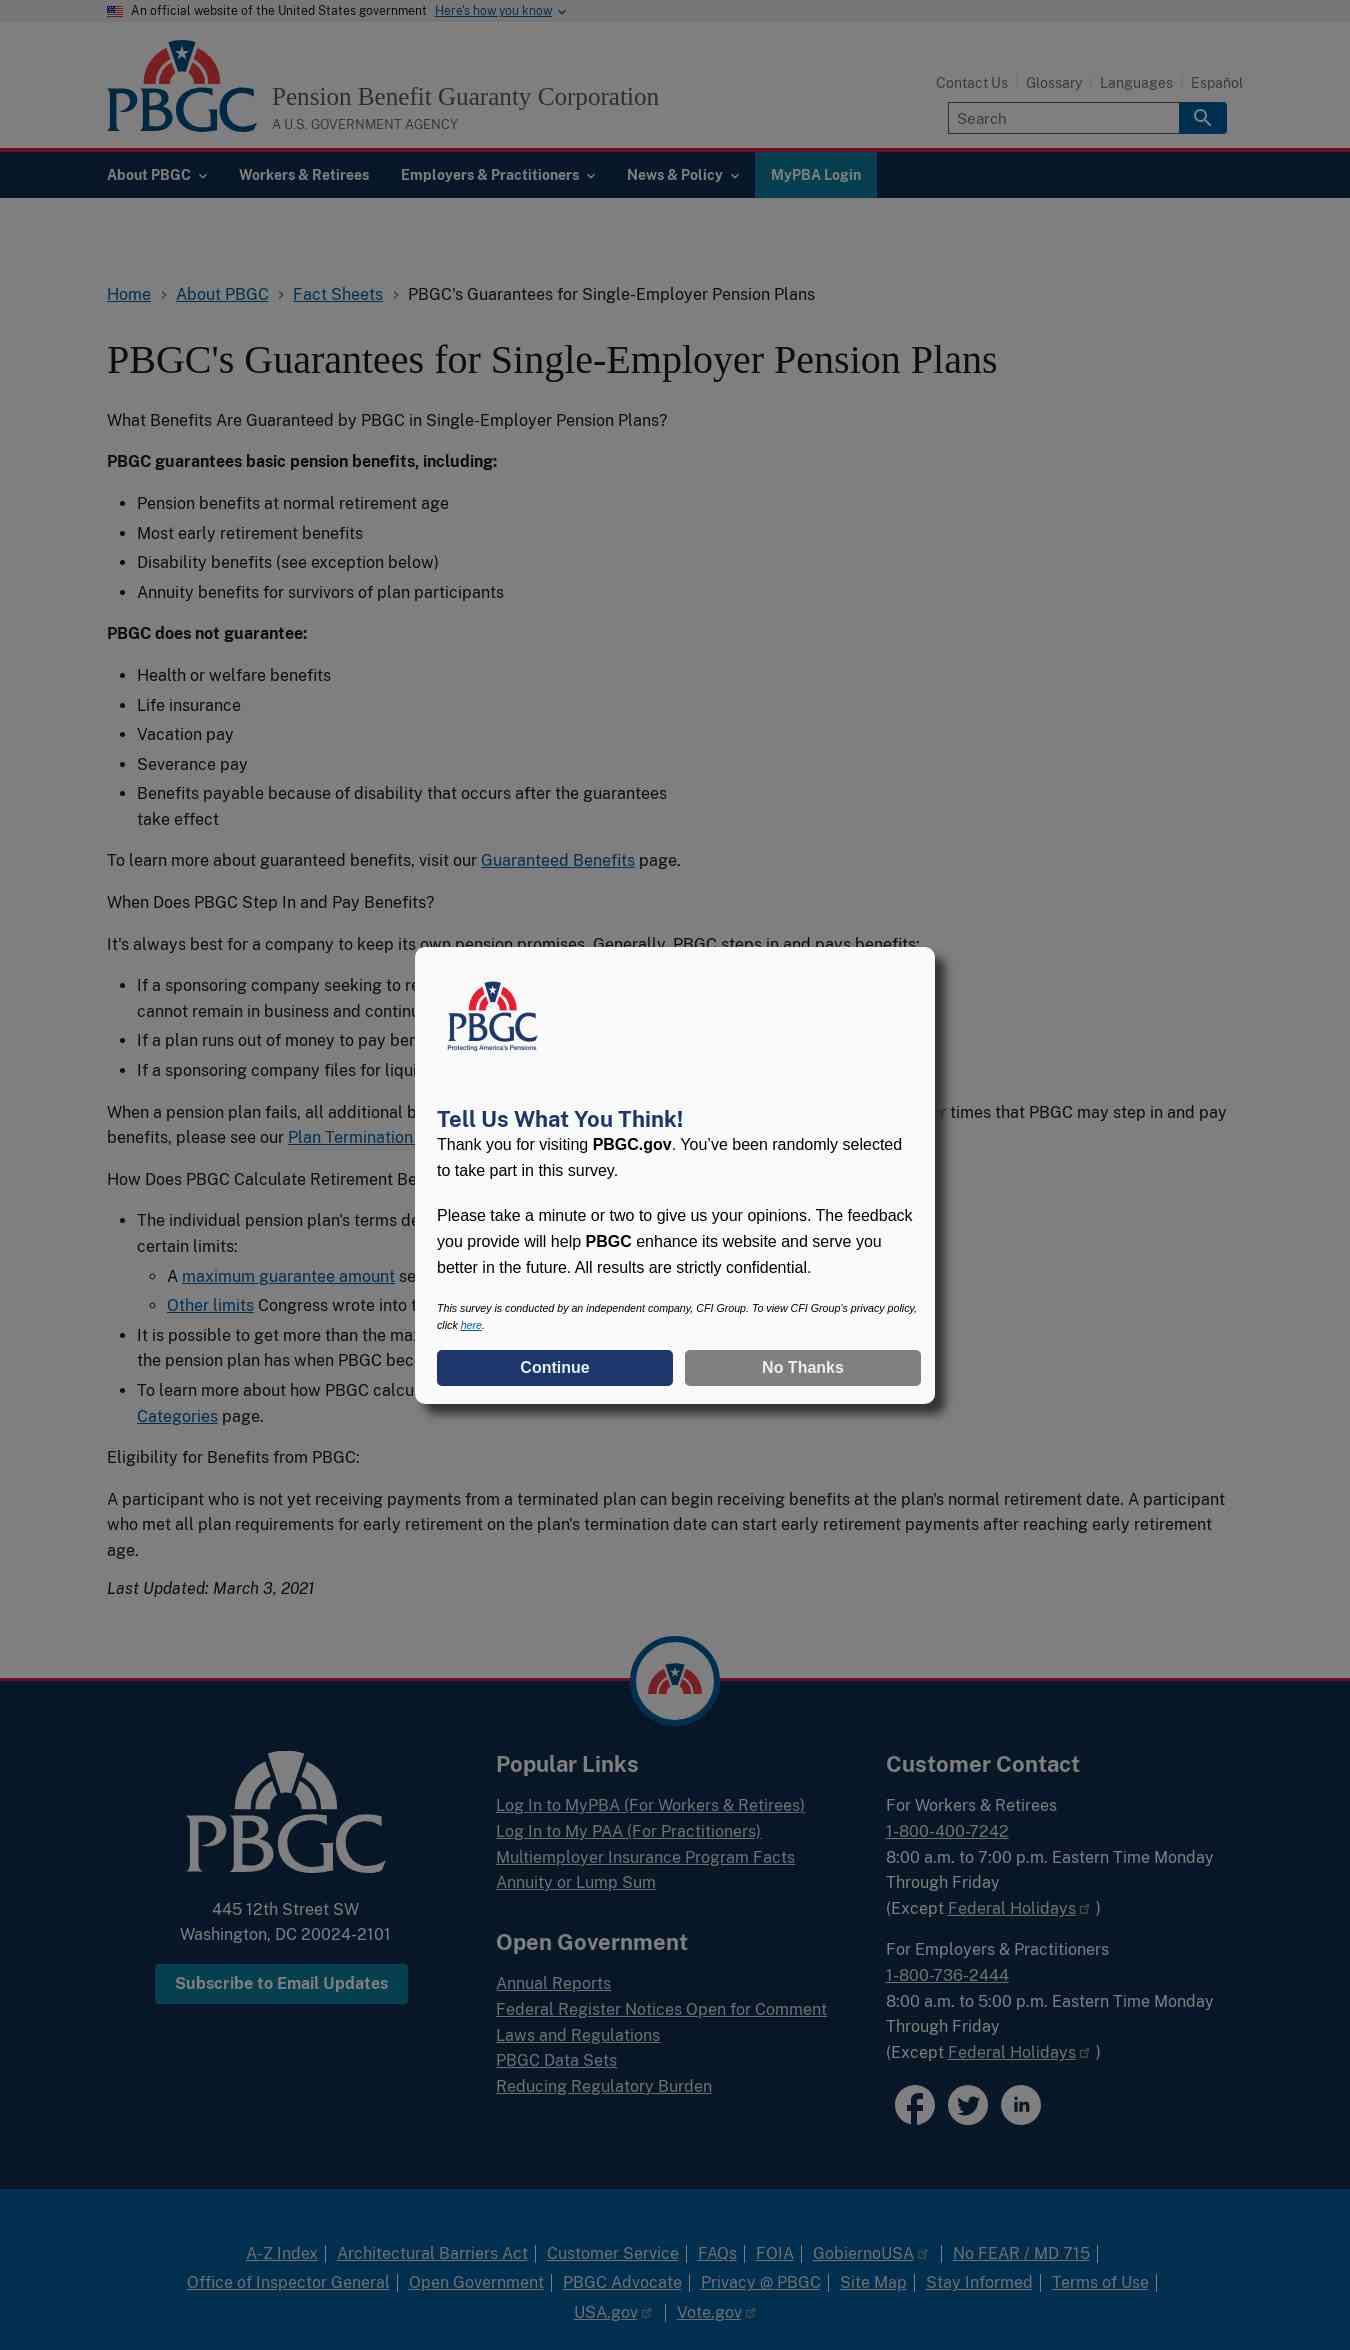 An official website of the United States government Here's how you know
PBGC
Pension Benefit Guaranty Corporation
A U.S. GOVERNMENT AGENCY
Contact Us Glossary Languages Español
Search
About PBGC Workers & Retirees Employers & Practitioners News & Policy MyPBA Login
Home About PBGC Fact Sheets PBGC's Guarantees for Single-Employer Pension Plans
PBGC's Guarantees for Single-Employer Pension Plans
What Benefits Are Guaranteed by PBGC in Single-Employer Pension Plans?
PBGC guarantees basic pension benefits, including:
• Pension benefits at normal retirement age
• Most early retirement benefits
• Disability benefits (see exception below)
• Annuity benefits for survivors of plan participants
PBGC does not guarantee:
• Health or welfare benefits
• Life insurance
• Vacation pay
• Severance pay
• Benefits payable because of disability that occurs after the guarantees
take effect
To learn more about guaranteed benefits, visit our Guaranteed Benefits page.
When Does PBGC Step In and Pay Benefits?
It's always best for a company to keep its own pension promises. Generally, PBGC steps in and pays benefits:
• If a sponsoring company seeking to
cannot remain in business and
• If a plan runs out of money to pay
• If a sponsoring company files for
When a pension plan fails, all additional times that PBGC may step in and pay
benefits, please see our Plan Termination
How Does PBGC Calculate Retirement
• The individual pension plan's terms
certain limits:
◦ A maximum guarantee amount
◦ Other limits Congress wrote into
• It is possible to get more than the
the pension plan has when PBGC
• To learn more about how PBGC
Categories page.
PBGC
Protecting America's Pensions
Tell Us What You Think!
Thank you for visiting PBGC.gov. You’ve been randomly selected
to take part in this survey.
Please take a minute or two to give us your opinions. The feedback
you provide will help PBGC enhance its website and serve you
better in the future. All results are strictly confidential.
This survey is conducted by an independent company, CFI Group. To view CFI Group's privacy policy,
click here.
Continue No Thanks
Eligibility for Benefits from PBGC:
A participant who is not yet receiving payments from a terminated plan can begin receiving benefits at the plan's normal retirement date. A participant
who met all plan requirements for early retirement on the plan's termination date can start early retirement payments after reaching early retirement
age.
Last Updated: March 3, 2021
PBGC
445 12th Street SW
Washington, DC 20024-2101
Subscribe to Email Updates
Popular Links
Log In to MyPBA (For Workers & Retirees)
Log In to My PAA (For Practitioners)
Multiemployer Insurance Program Facts
Annuity or Lump Sum
Open Government
Annual Reports
Federal Register Notices Open for Comment
Laws and Regulations
PBGC Data Sets
Reducing Regulatory Burden
Customer Contact
For Workers & Retirees
1-800-400-7242
8:00 a.m. to 7:00 p.m. Eastern Time Monday
Through Friday
(Except Federal Holidays )
For Employers & Practitioners
1-800-736-2444
8:00 a.m. to 5:00 p.m. Eastern Time Monday
Through Friday
(Except Federal Holidays )
in
A-Z Index Architectural Barriers Act Customer Service FAQs FOIA GobiernoUSA No FEAR / MD 715
Office of Inspector General Open Government PBGC Advocate Privacy @ PBGC Site Map Stay Informed Terms of Use
USA.gov Vote.gov